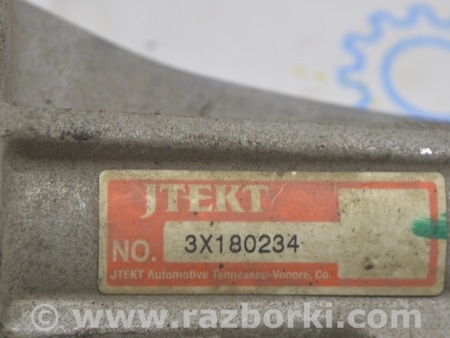 JTEKT
NO. 3X180234
JTEKT Automotive Tennessee-Vonore, Co.
www.razborki.com